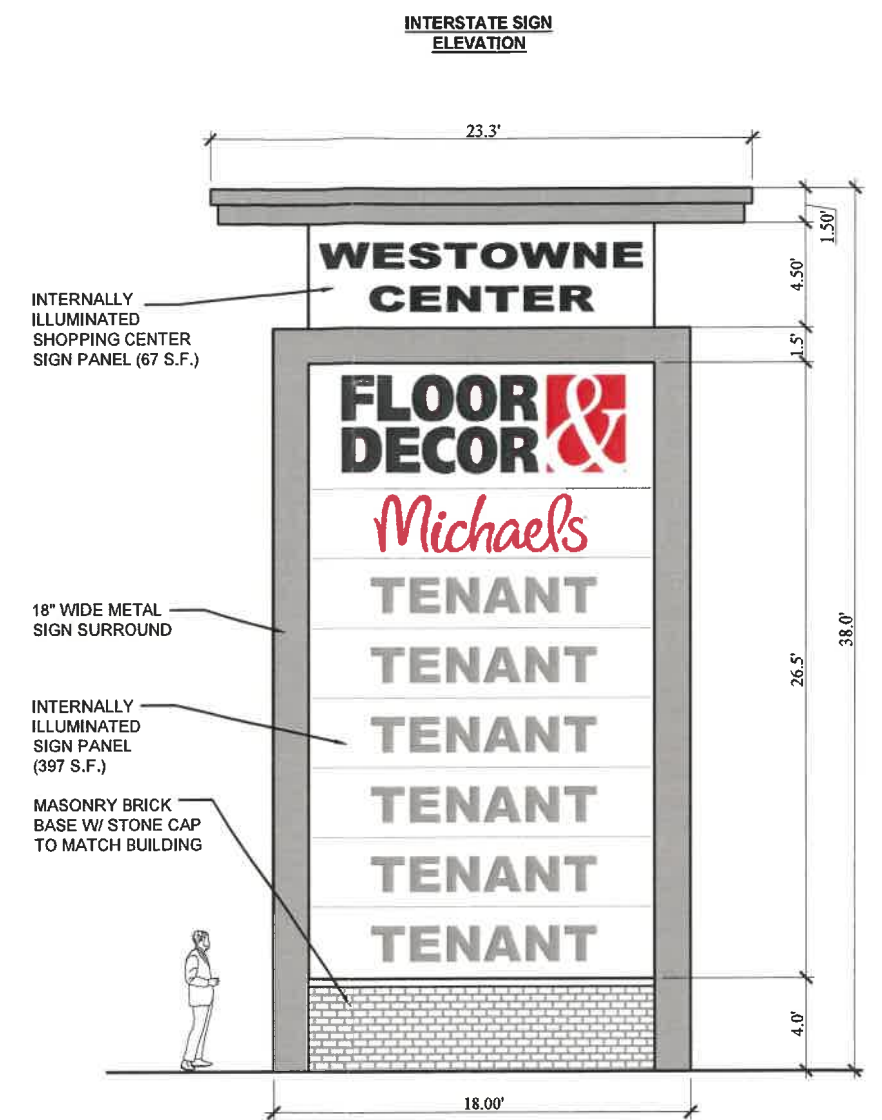 INTERSTATE SIGN
ELEVATION
23.3'
1.50'
WESTOWNE
CENTER
4.50'
INTERNALLY
ILLUMINATED
SHOPPING CENTER
SIGN PANEL (67 S.F.)
1.5'
FLOOR &
DECOR
Michaels
TENANT
18" WIDE METAL
SIGN SURROUND
38.0'
TENANT
26.5'
INTERNALLY
ILLUMINATED
SIGN PANEL
(397 S.F.)
TENANT
MASONRY BRICK
BASE W/ STONE CAP
TO MATCH BUILDING
TENANT
TENANT
TENANT
4.0'
18.00'